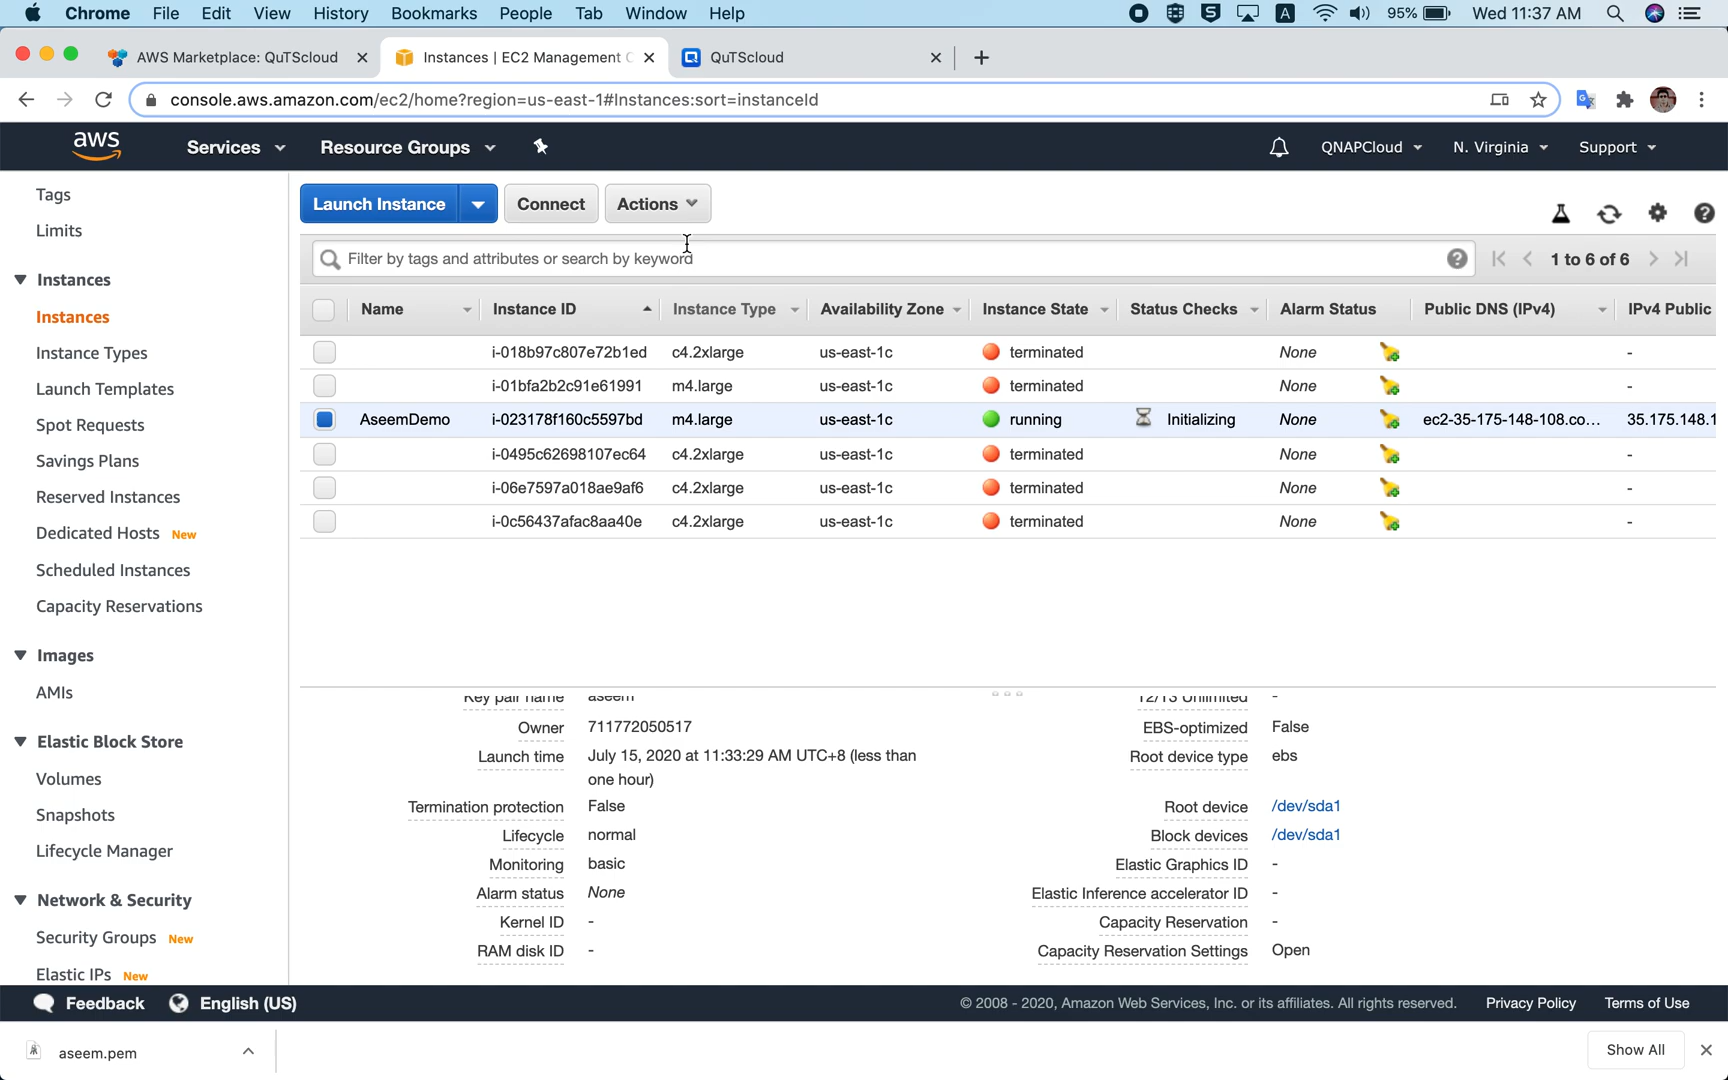 Chrome File Edit View History Bookmarks People Tab Window Help A 95% Wed 11:37 AM
AWS Marketplace: QuTScloud Instances | EC2 Management C QuTScloud
console.aws.amazon.com/ec2/home?region=us-east-1#Instances:sort=instanceId
aws Services Resource Groups QNAPCloud N. Virginia Support
Tags
Limits
Instances
Instances
Instance Types
Launch Templates
Spot Requests
Savings Plans
Reserved Instances
Dedicated Hosts New
Scheduled Instances
Capacity Reservations
Images
AMIs
Elastic Block Store
Volumes
Snapshots
Lifecycle Manager
Network & Security
Security Groups New
Elastic IPs New
Launch Instance Connect Actions
Filter by tags and attributes or search by keyword 1 to 6 of 6
Name Instance ID Instance Type Availability Zone Instance State Status Checks Alarm Status Public DNS (IPv4) IPv4 Public
i-018b97c807e72b1ed c4.2xlarge us-east-1c terminated None -
i-01bfa2b2c91e61991 m4.large us-east-1c terminated None -
AseemDemo i-023178f160c5597bd m4.large us-east-1c running Initializing None ec2-35-175-148-108.co... 35.175.148.1
i-0495c62698107ec64 c4.2xlarge us-east-1c terminated None -
i-06e7597a018ae9af6 c4.2xlarge us-east-1c terminated None -
i-0c56437afac8aa40e c4.2xlarge us-east-1c terminated None -
Key pair name aseem T2/T3 Unlimited -
Owner 711772050517 EBS-optimized False
Launch time July 15, 2020 at 11:33:29 AM UTC+8 (less than Root device type ebs
one hour)
Termination protection False Root device /dev/sda1
Lifecycle normal Block devices /dev/sda1
Monitoring basic Elastic Graphics ID -
Alarm status None Elastic Inference accelerator ID -
Kernel ID - Capacity Reservation -
RAM disk ID - Capacity Reservation Settings Open
Feedback English (US) © 2008 - 2020, Amazon Web Services, Inc. or its affiliates. All rights reserved. Privacy Policy Terms of Use
aseem.pem Show All